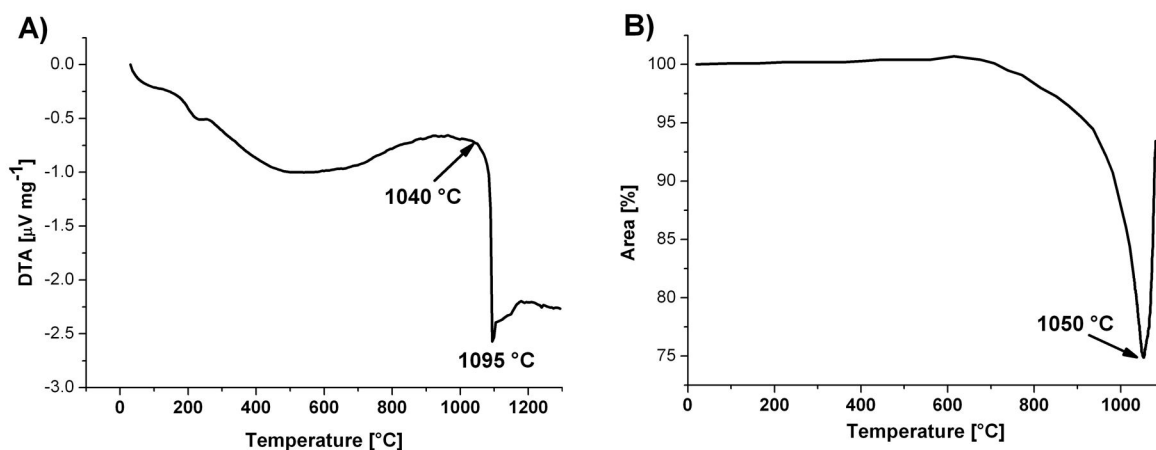 A)
0.0
-0.5
-1.0
-1.5
-2.0
-2.5
-3.0
DTA [µV mg⁻¹]
1040 °C
1095 °C
0 200 400 600 800 1000 1200
Temperature [°C]
B)
100
95
90
85
80
75
Area [%]
1050 °C
0 200 400 600 800 1000
Temperature [°C]